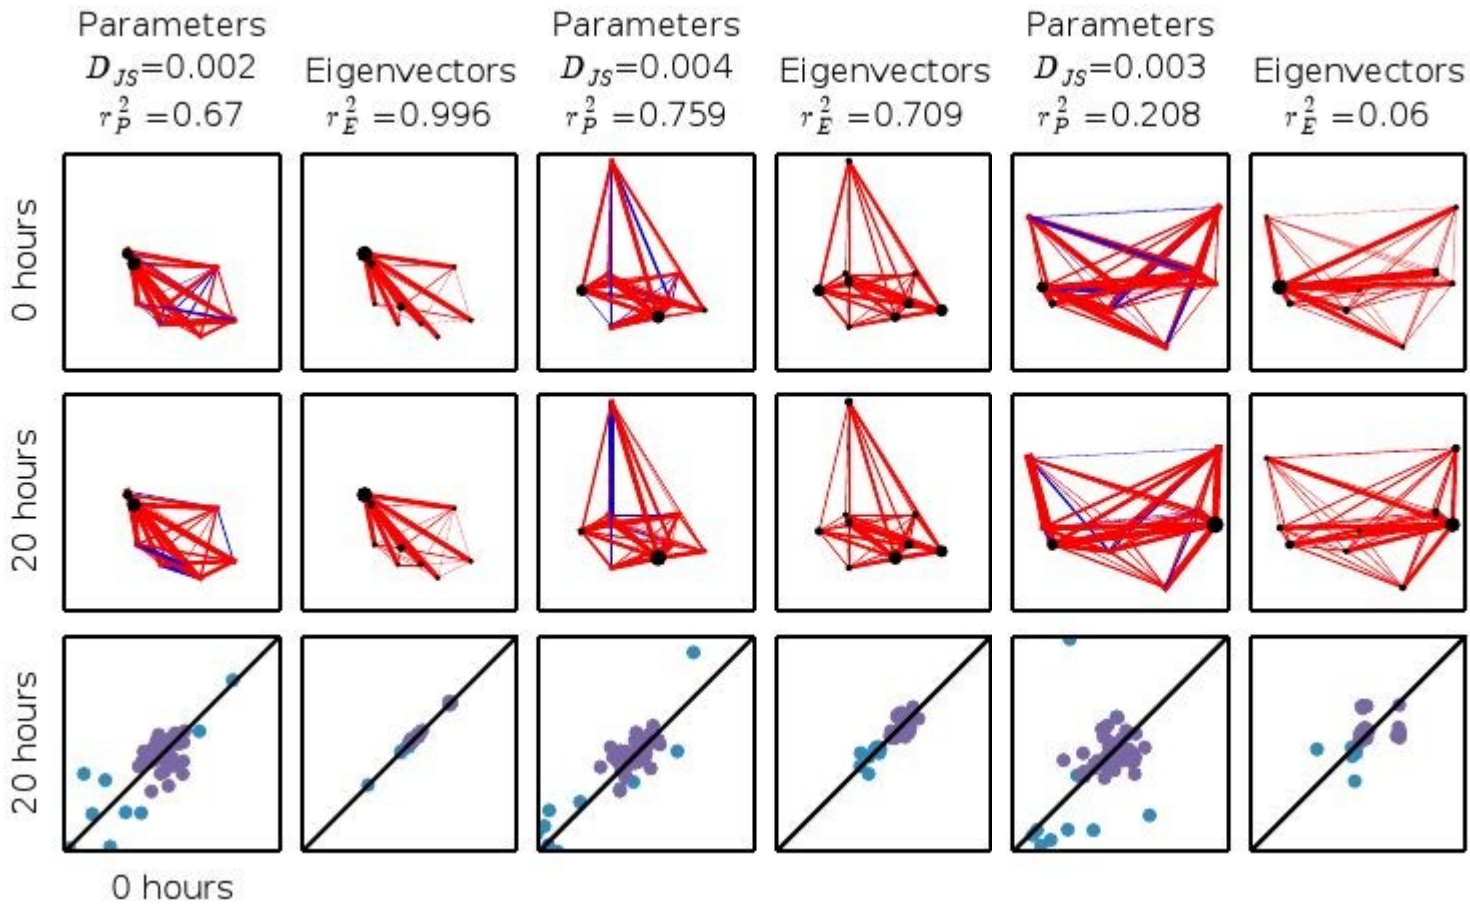 Parameters
D_JS=0.002
r_P^2=0.67
Eigenvectors
r_E^2=0.996
Parameters
D_JS=0.004
r_P^2=0.759
Eigenvectors
r_E^2=0.709
Parameters
D_JS=0.003
r_P^2=0.208
Eigenvectors
r_E^2=0.06
0 hours
20 hours
20 hours
0 hours